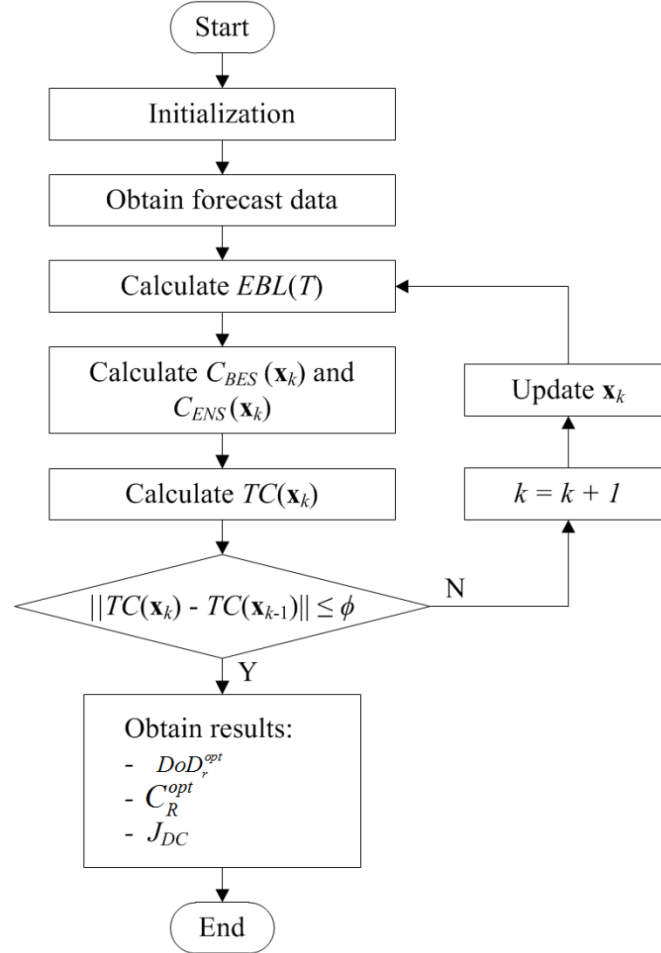 Start
Initialization
Obtain forecast data
Calculate EBL(T)
Calculate C_BES (x_k) and
C_ENS (x_k)
Update x_k
Calculate TC(x_k)
k = k + 1
||TC(x_k) - TC(x_{k-1})|| ≤ ϕ
N
Y
Obtain results:
- DoD_r^{opt}
- C_R^{opt}
- J_DC
End